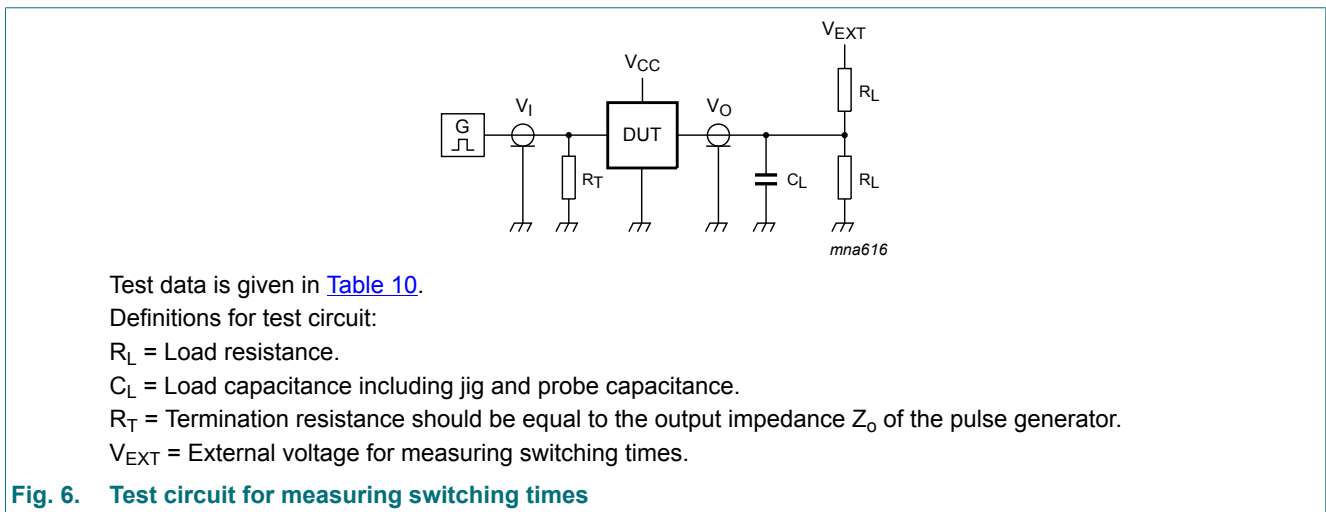 VEXT
VCC
RL
VI
VO
G
DUT
RT
CL
RL
mna616
Test data is given in Table 10.
Definitions for test circuit:
RL = Load resistance.
CL = Load capacitance including jig and probe capacitance.
RT = Termination resistance should be equal to the output impedance Zo of the pulse generator.
VEXT = External voltage for measuring switching times.
Fig. 6. Test circuit for measuring switching times